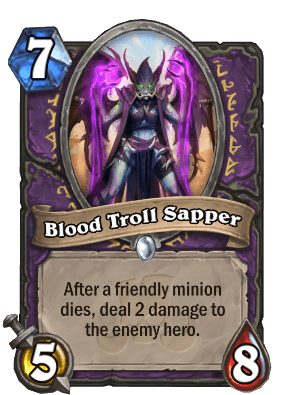 7
Blood Troll Sapper
After a friendly minion
dies, deal 2 damage to
the enemy hero.
5
8